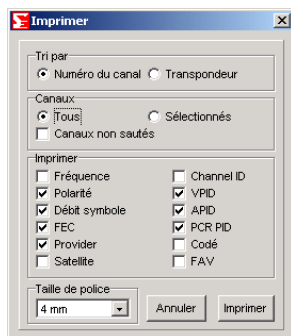 Imprimer
Tri par
Numéro du canal Transpondeur
Canaux
Tous Sélectionnés
Canaux non sautés
Imprimer
Fréquence Channel ID
Polarité VPID
Débit symbole APID
FEC PCR PID
Provider Codé
Satellite FAV
Taille de police
4 mm Annuler Imprimer